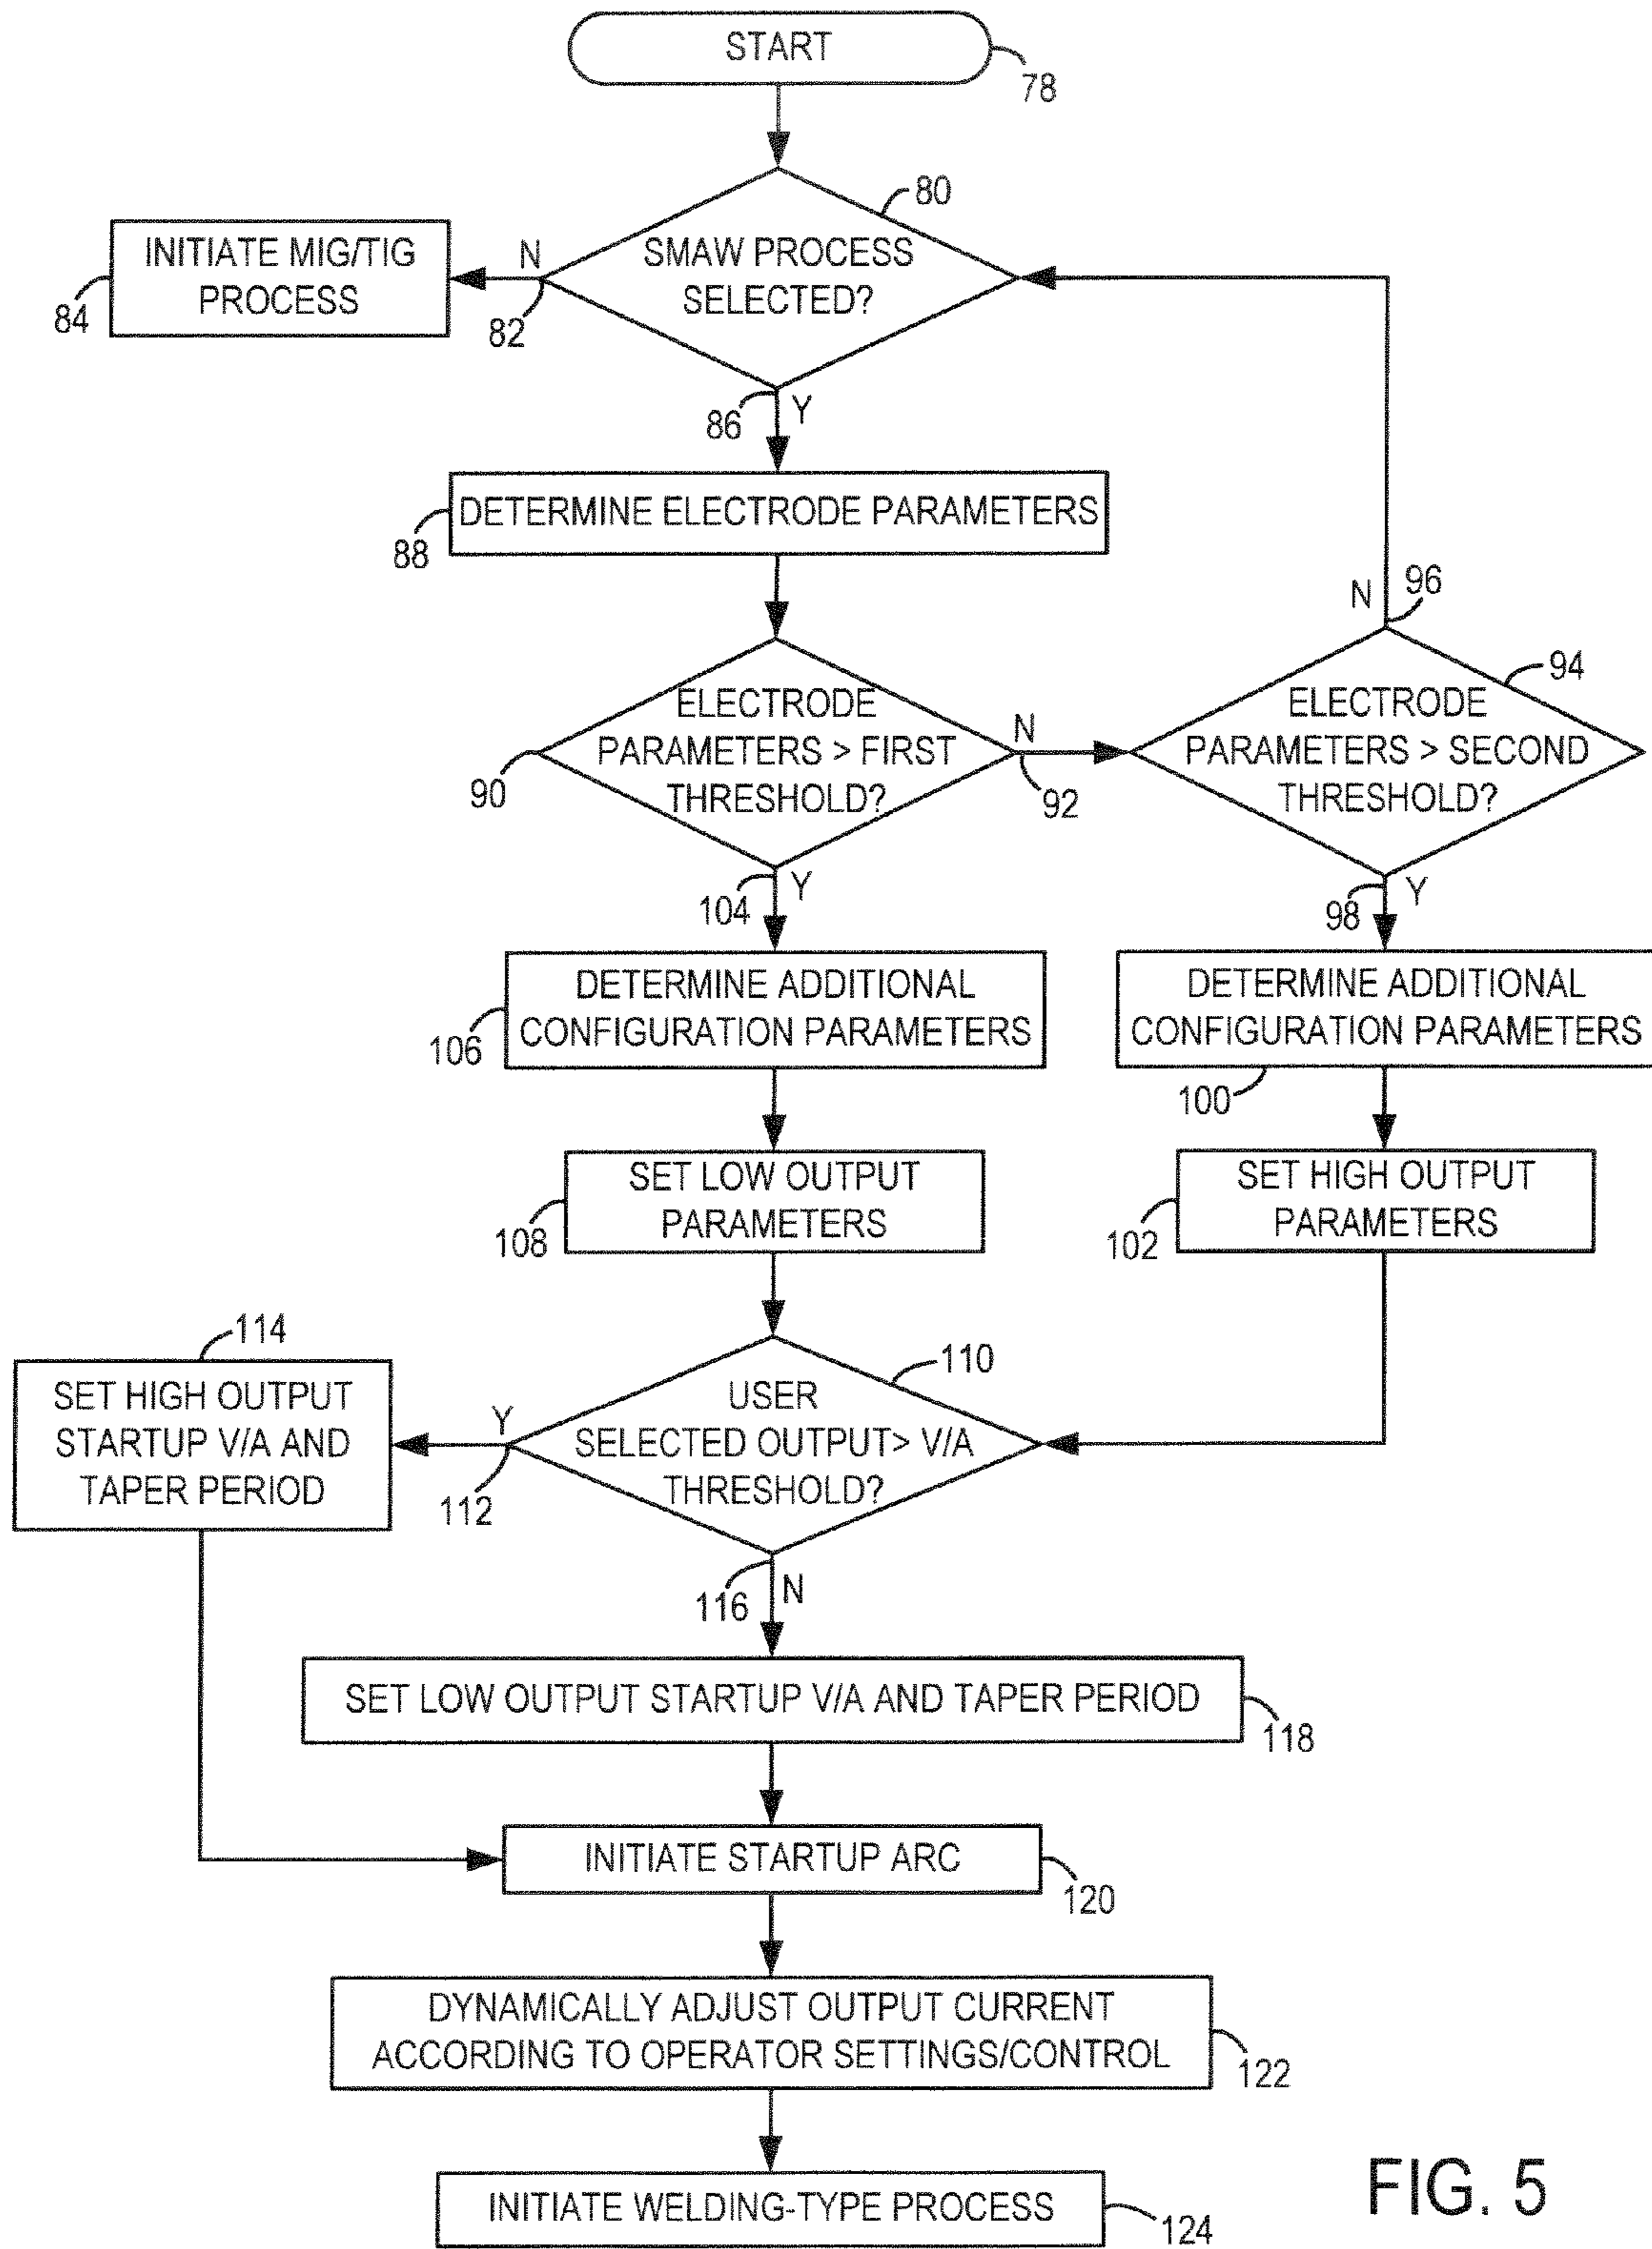 START
78
80
SMAW PROCESS
SELECTED?
N
82
INITIATE MIG/TIG
PROCESS
84
86
Y
DETERMINE ELECTRODE PARAMETERS
88
ELECTRODE
PARAMETERS > FIRST
THRESHOLD?
90
N
92
N
96
94
ELECTRODE
PARAMETERS > SECOND
THRESHOLD?
104
Y
98
Y
DETERMINE ADDITIONAL
CONFIGURATION PARAMETERS
106
DETERMINE ADDITIONAL
CONFIGURATION PARAMETERS
100
SET LOW OUTPUT
PARAMETERS
108
SET HIGH OUTPUT
PARAMETERS
102
110
USER
SELECTED OUTPUT> V/A
THRESHOLD?
Y
112
114
SET HIGH OUTPUT
STARTUP V/A AND
TAPER PERIOD
116
N
SET LOW OUTPUT STARTUP V/A AND TAPER PERIOD
118
INITIATE STARTUP ARC
120
DYNAMICALLY ADJUST OUTPUT CURRENT
ACCORDING TO OPERATOR SETTINGS/CONTROL
122
INITIATE WELDING-TYPE PROCESS
124
FIG. 5